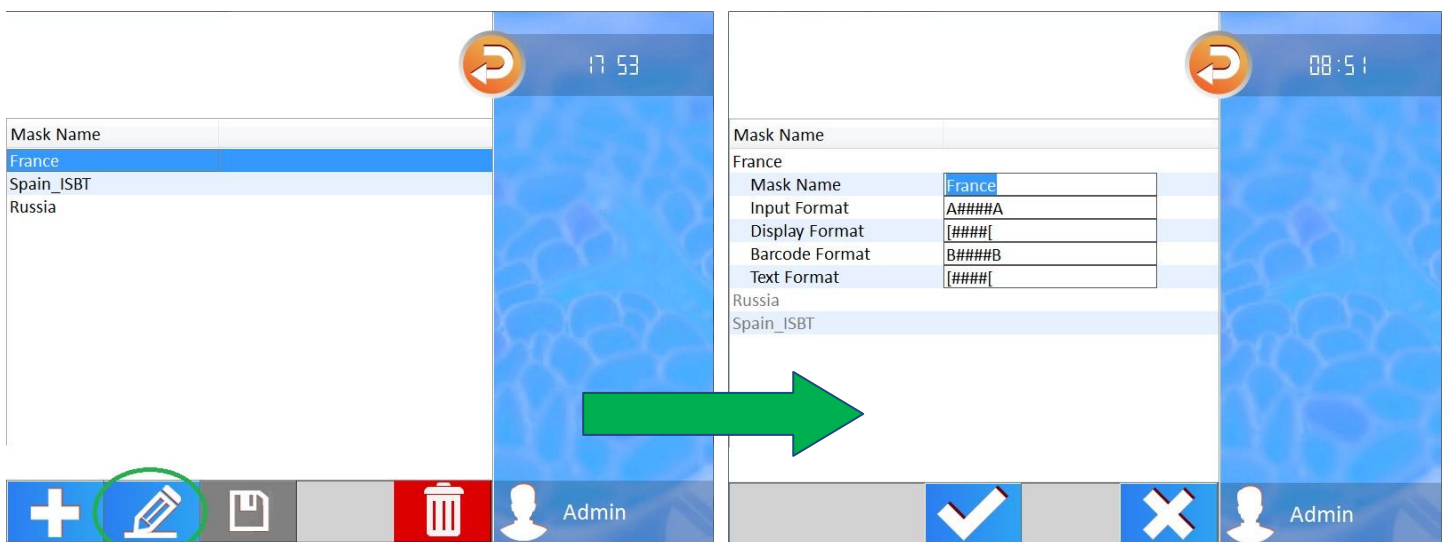 17 53
Mask Name
France
Spain_ISBT
Russia
Admin
08:51
Mask Name
France
Mask Name France
Input Format A####A
Display Format [####[
Barcode Format B####B
Text Format [####[
Russia
Spain_ISBT
Admin